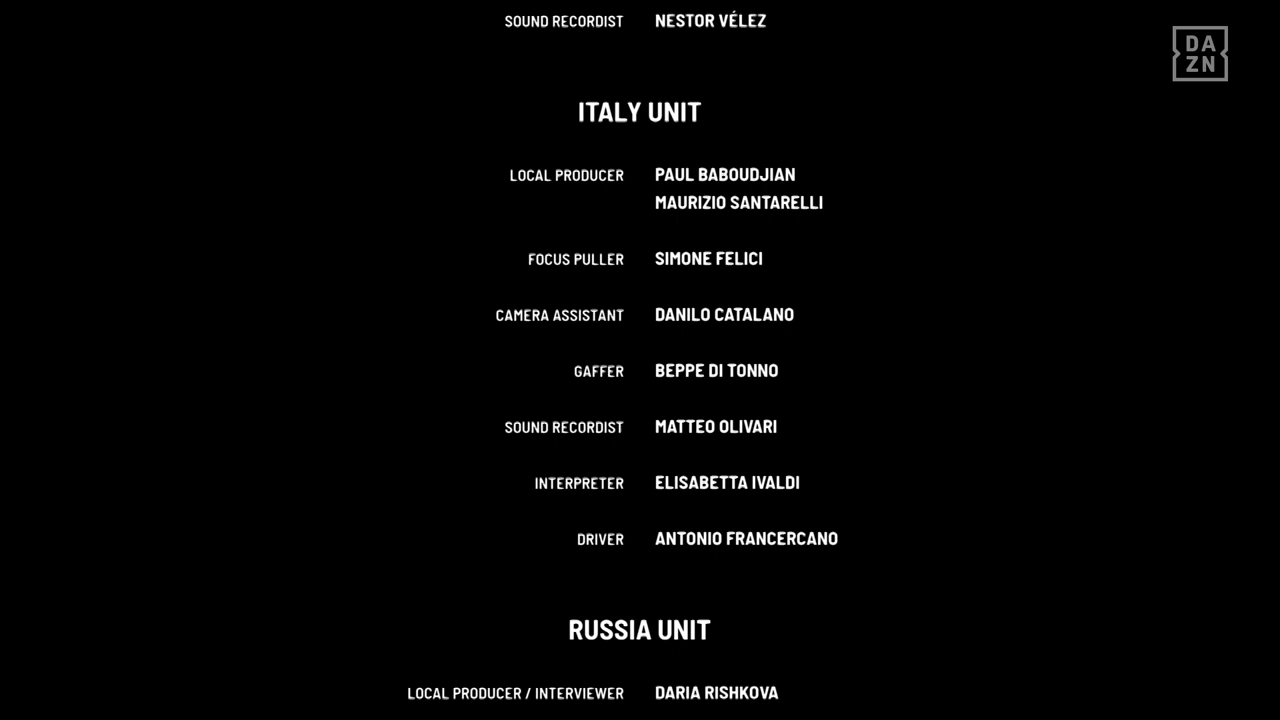 SOUND RECORDIST NESTOR VÉLEZ
DA
ZN
ITALY UNIT
LOCAL PRODUCER PAUL BABOUDJIAN
MAURIZIO SANTARELLI
FOCUS PULLER SIMONE FELICI
CAMERA ASSISTANT DANILO CATALANO
GAFFER BEPPE DI TONNO
SOUND RECORDIST MATTEO OLIVARI
INTERPRETER ELISABETTA IVALDI
DRIVER ANTONIO FRANCERCANO
RUSSIA UNIT
LOCAL PRODUCER / INTERVIEWER DARIA RISHKOVA